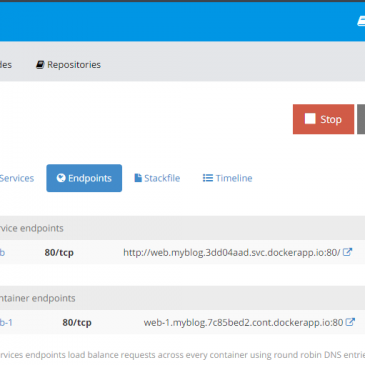 des Repositories
Stop
Services Endpoints Stackfile Timeline
rvice endpoints
b 80/tcp http://web.myblog.3dd04aad.svc.dockerapp.io:80/
ntainer endpoints
b-1 80/tcp web-1.myblog.7c85bed2.cont.dockerapp.io:80
rvices endpoints load balance requests across every container using round robin DNS entrie